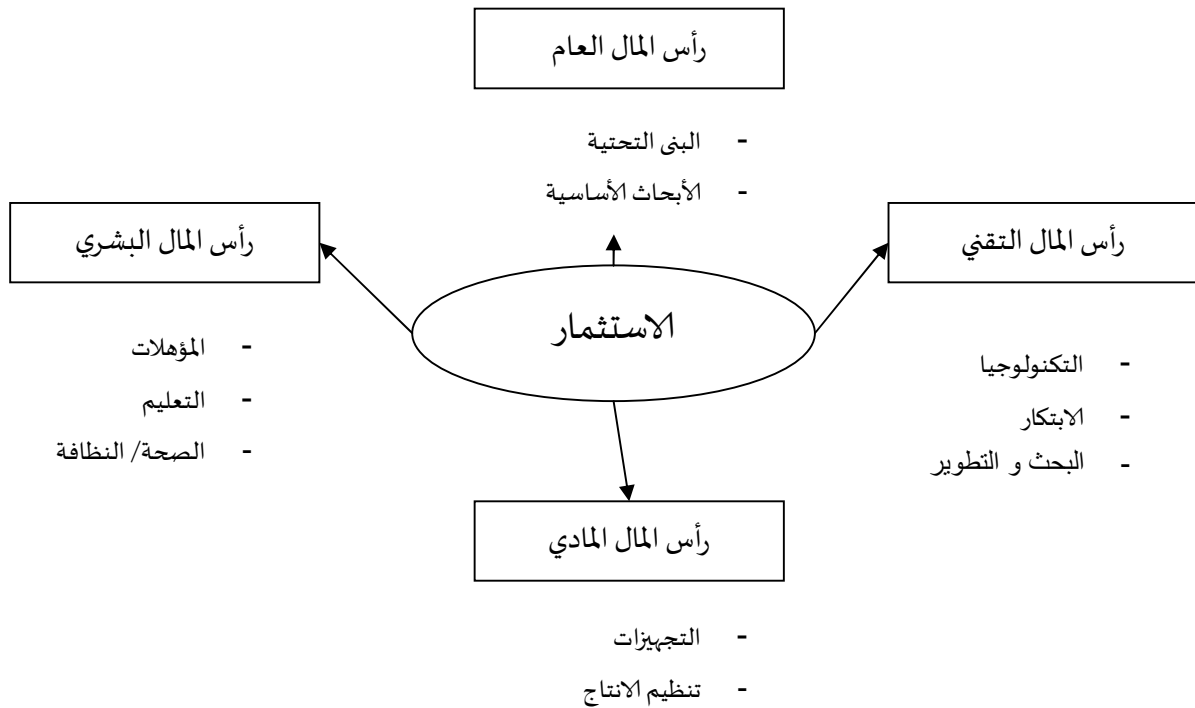 رأس المال العام
- البنى التحتية
- الأبحاث الأساسية
رأس المال التقني
- التكنولوجيا
- الابتكار
- البحث و التطوير
الاستثمار
رأس المال البشري
- المؤهلات
- التعليم
- الصحة/ النظافة
رأس المال المادي
- التجهيزات
- تنظيم الانتاج